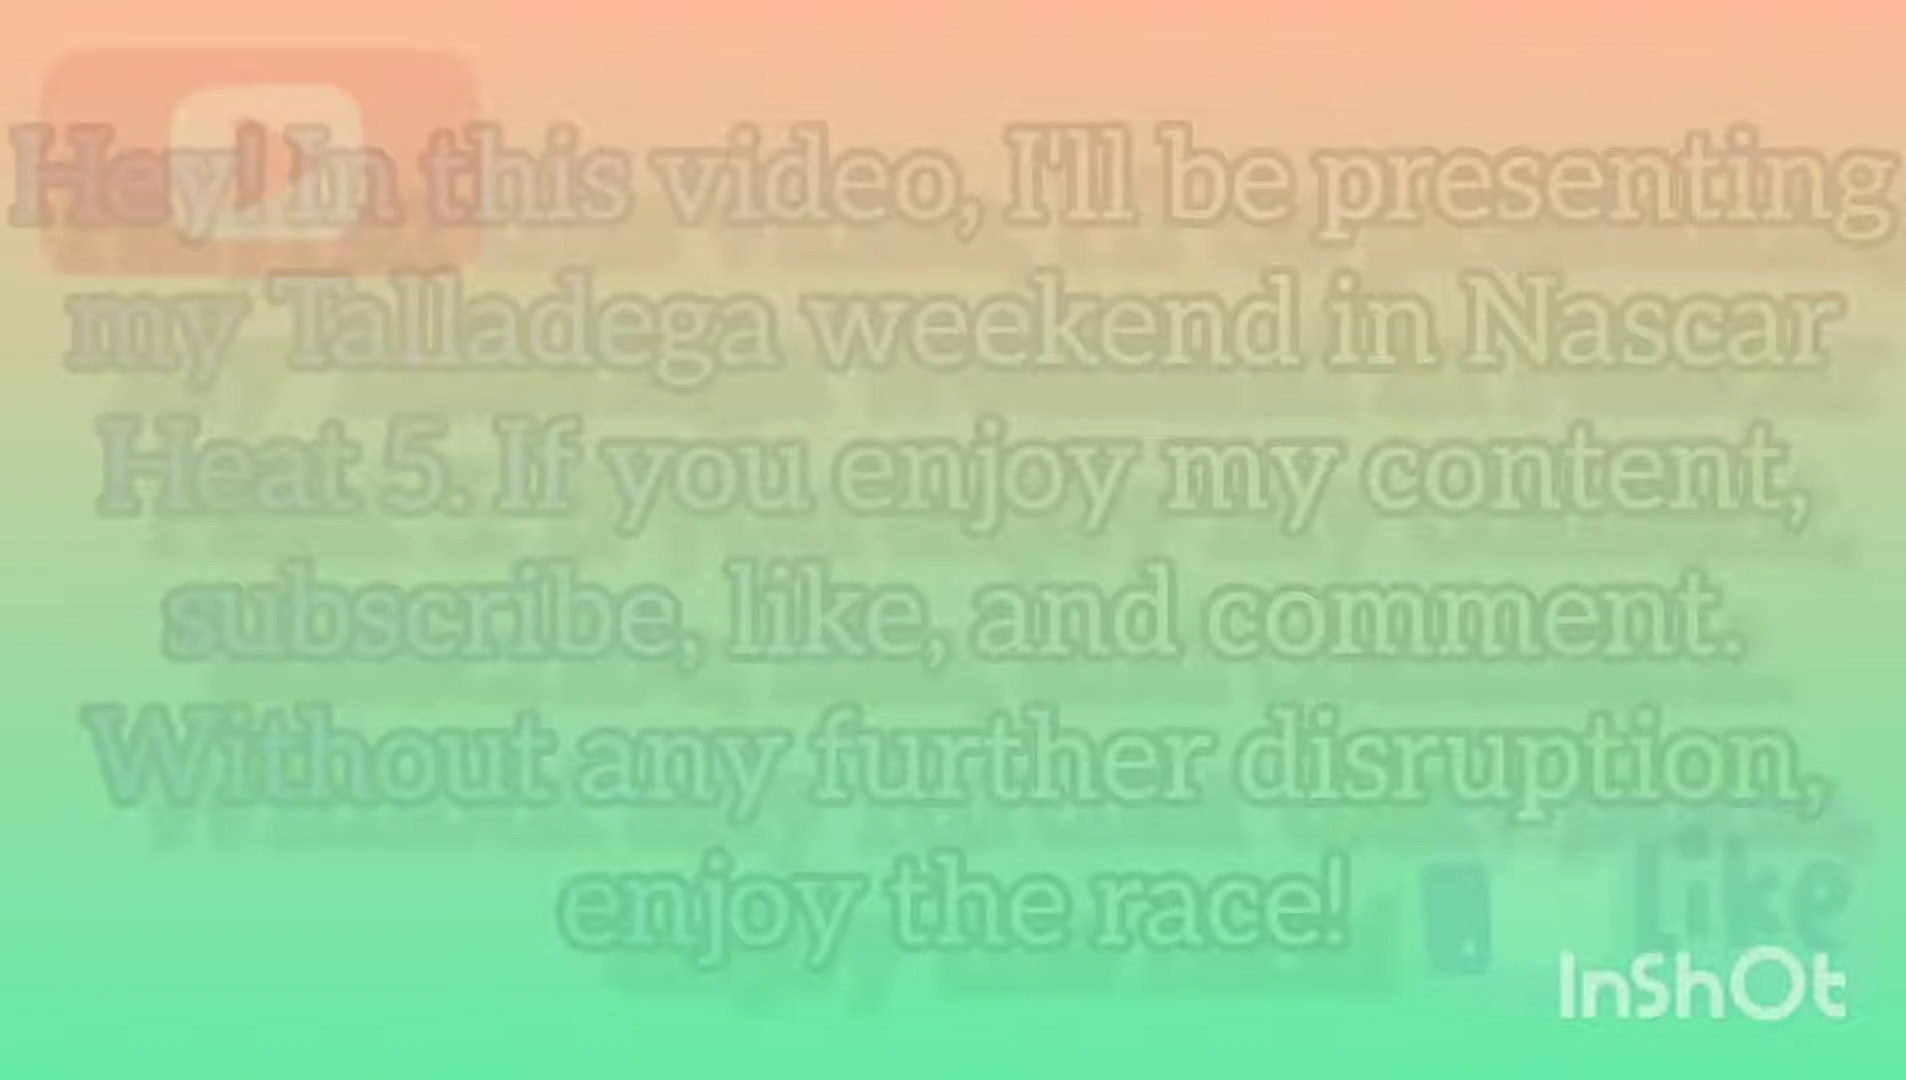 Hey! In this video, I'll be presenting
my Talladega weekend in Nascar
Heat 5. If you enjoy my content,
subscribe, like, and comment.
Without any further disruption,
enjoy the race!
Like
InShOt